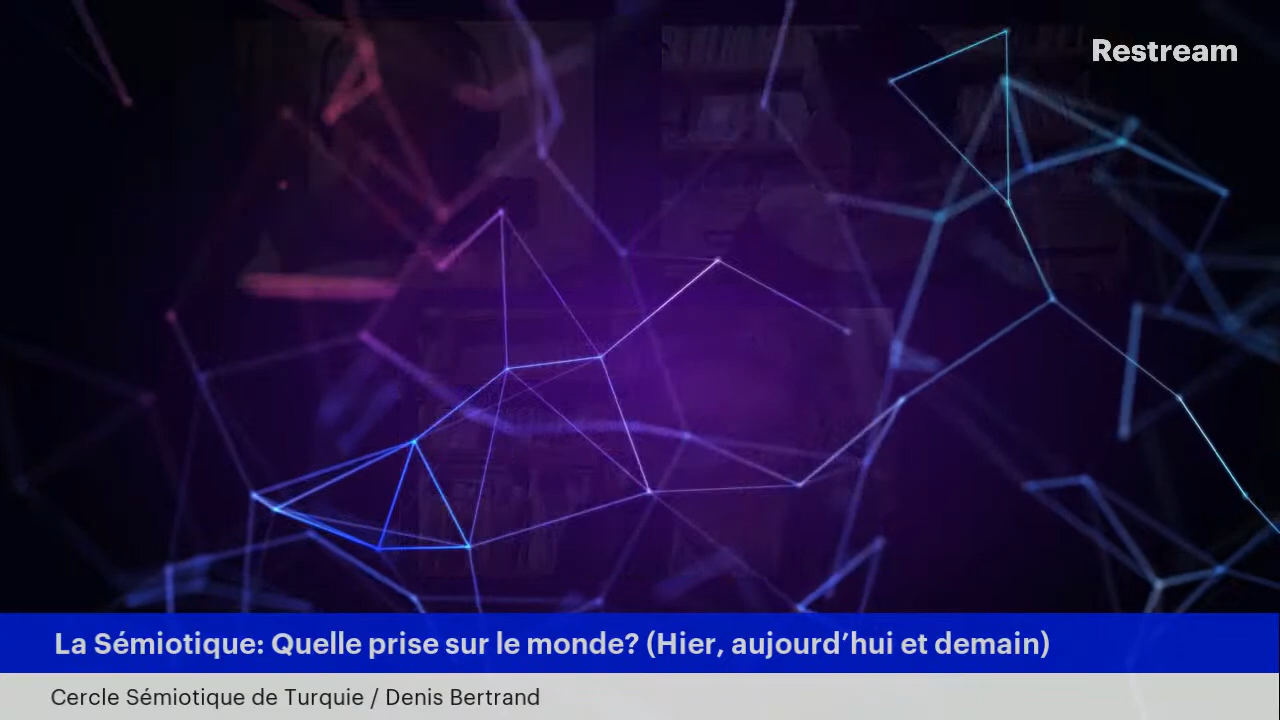 Restream
La Sémiotique: Quelle prise sur le monde? (Hier, aujourd’hui et demain)
Cercle Sémiotique de Turquie / Denis Bertrand